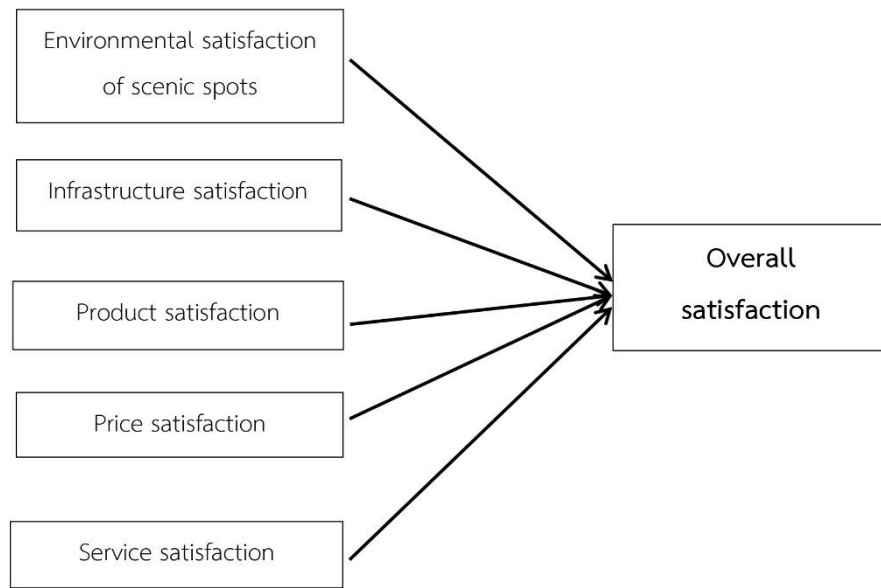 Environmental satisfaction
of scenic spots
Infrastructure satisfaction
Product satisfaction
Price satisfaction
Service satisfaction
Overall
satisfaction